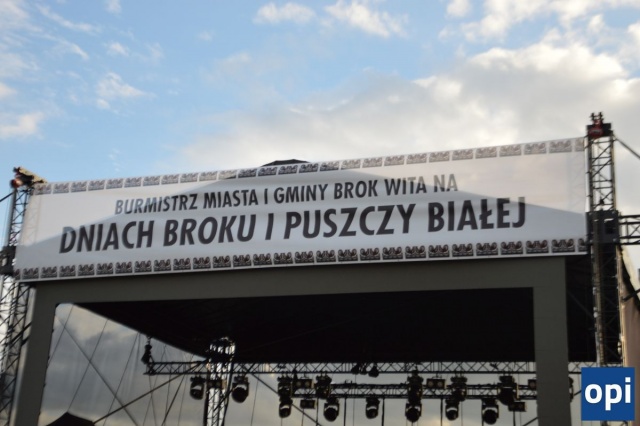 BURMISTRZ MIASTA I GMINY BROK WITA NA
DNIACH BROKU I PUSZCZY BIAŁEJ
opi